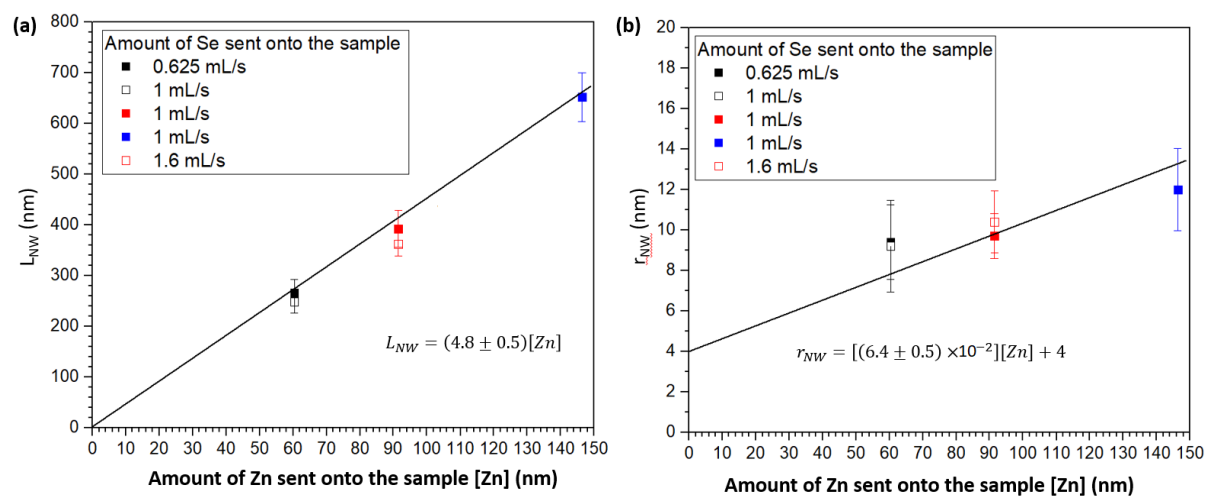 (a)
800
700
600
500
400
300
200
100
0
L_NW (nm)
Amount of Se sent onto the sample
0.625 mL/s
1 mL/s
1 mL/s
1 mL/s
1.6 mL/s
L_NW = (4.8 ± 0.5)[Zn]
0 10 20 30 40 50 60 70 80 90 100 110 120 130 140 150
Amount of Zn sent onto the sample [Zn] (nm)
(b)
20
18
16
14
12
10
8
6
4
2
0
r_NW (nm)
Amount of Se sent onto the sample
0.625 mL/s
1 mL/s
1 mL/s
1 mL/s
1.6 mL/s
r_NW = [(6.4 ± 0.5) ×10⁻²][Zn] + 4
0 10 20 30 40 50 60 70 80 90 100 110 120 130 140 150
Amount of Zn sent onto the sample [Zn] (nm)